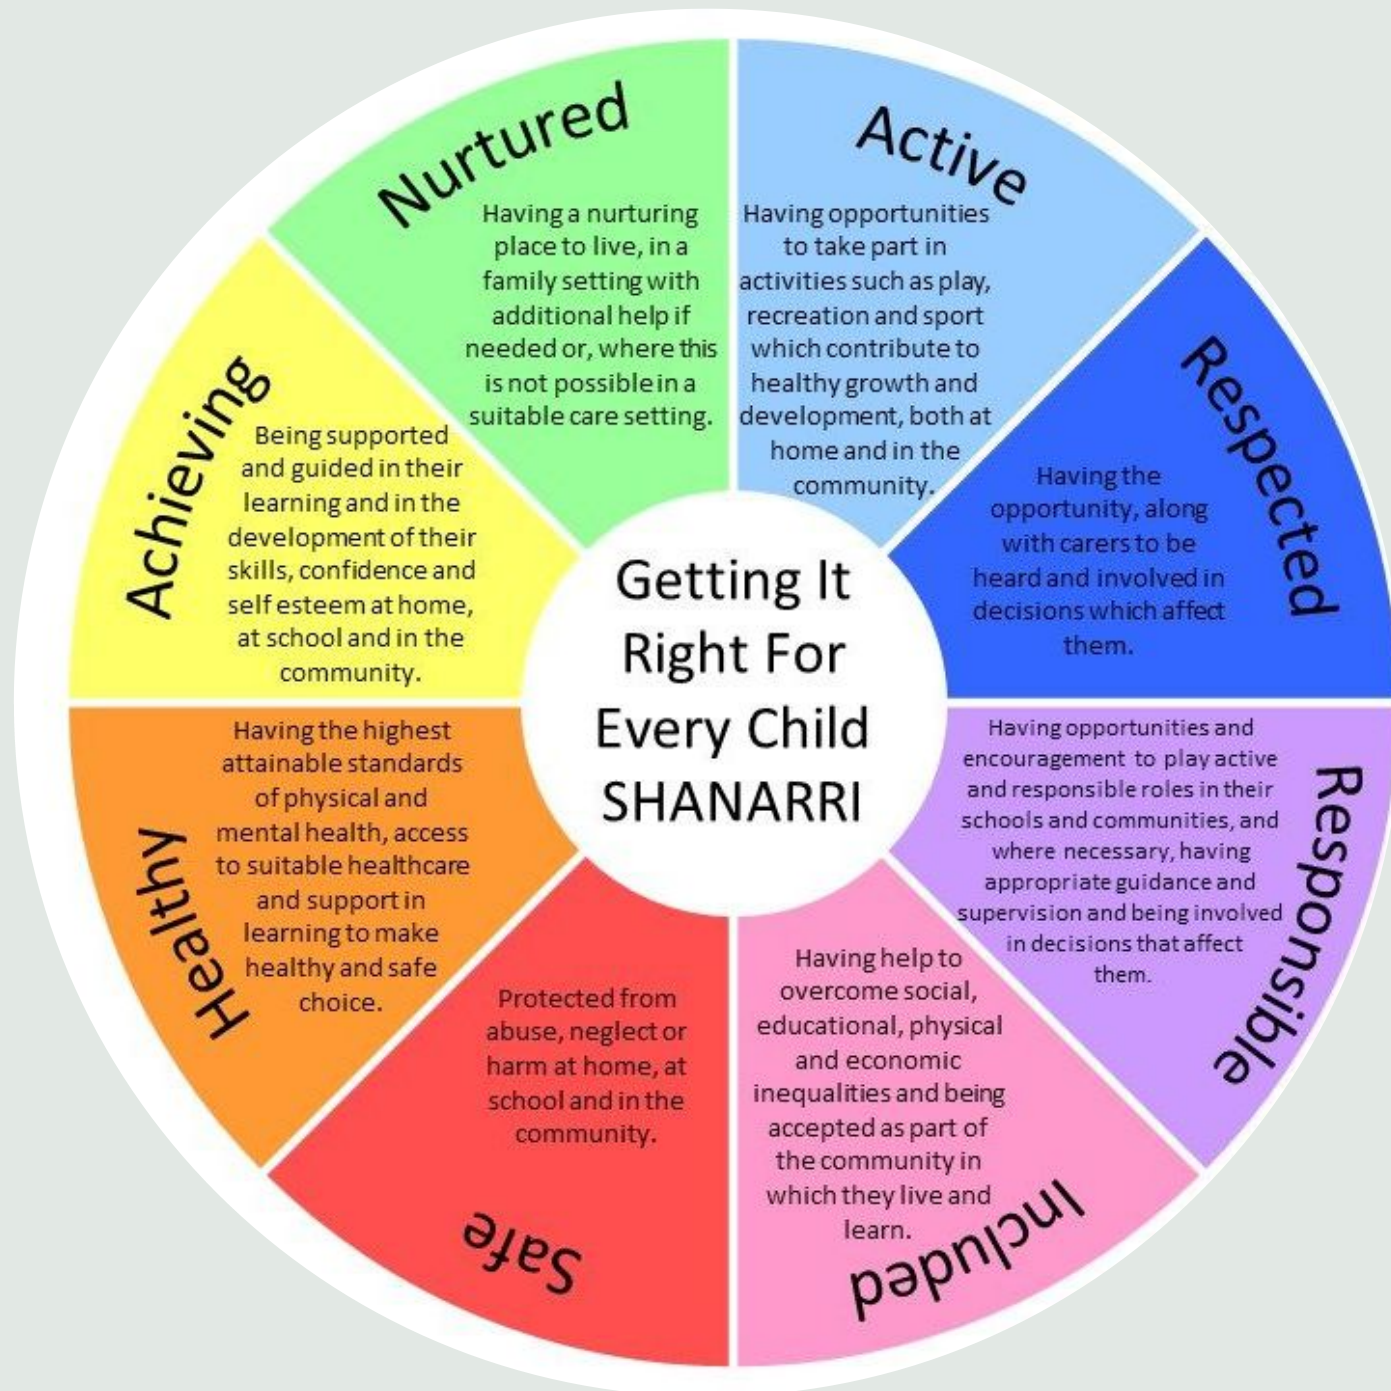 Getting It
Right For
Every Child
SHANARRI
Nurtured
Having a nurturing
place to live, in a
family setting with
additional help if
needed or, where this
is not possible in a
suitable care setting.
Active
Having opportunities
to take part in
activities such as play,
recreation and sport
which contribute to
healthy growth and
development, both at
home and in the
community.
Respected
Having the
opportunity, along
with carers to be
heard and involved in
decisions which affect
them.
Responsible
Having opportunities and
encouragement to play active
and responsible roles in their
schools and communities, and
where necessary, having
appropriate guidance and
supervision and being involved
in decisions that affect
them.
Included
Having help to
overcome social,
educational, physical
and economic
inequalities and being
accepted as part of
the community in
which they live and
learn.
Safe
Protected from
abuse, neglect or
harm at home, at
school and in the
community.
Healthy
Having the highest
attainable standards
of physical and
mental health, access
to suitable healthcare
and support in
learning to make
healthy and safe
choice.
Achieving
Being supported
and guided in their
learning and in the
development of their
skills, confidence and
self esteem at home,
at school and in the
community.